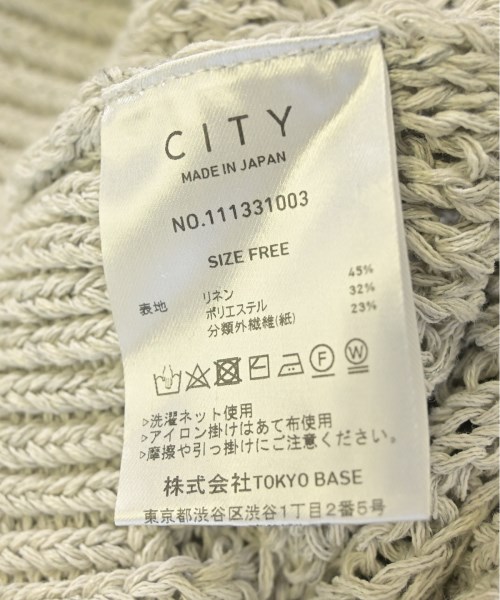 CITY
MADE IN JAPAN
NO.111331003
SIZE FREE
表地 リネン 45%
ポリエステル 32%
分類外繊維(紙) 23%
F W
▷洗濯ネット使用
▷アイロン掛けはあて布使用
▷摩擦や引っ掛けにご注意ください。
株式会社TOKYO BASE
東京都渋谷区渋谷1丁目2番5号